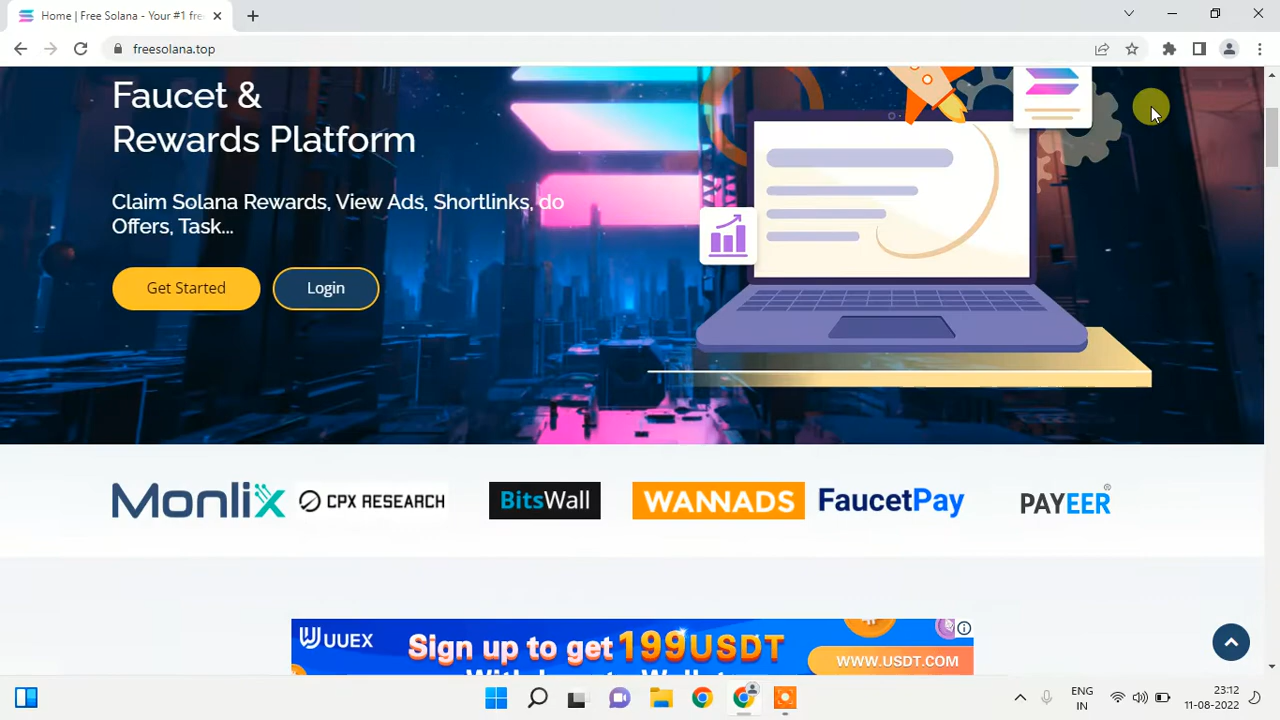 Home | Free Solana - Your #1 fre
freesolana.top
Faucet &
Rewards Platform
Claim Solana Rewards, View Ads, Shortlinks, do
Offers, Task...
Get Started
Login
Monlix
CPX RESEARCH
BitsWall
WANNADS
FaucetPay
PAYEER
UUEX
Sign up to get 199USDT
WWW.USDT.COM
ENG
IN
23:12
11-08-2022